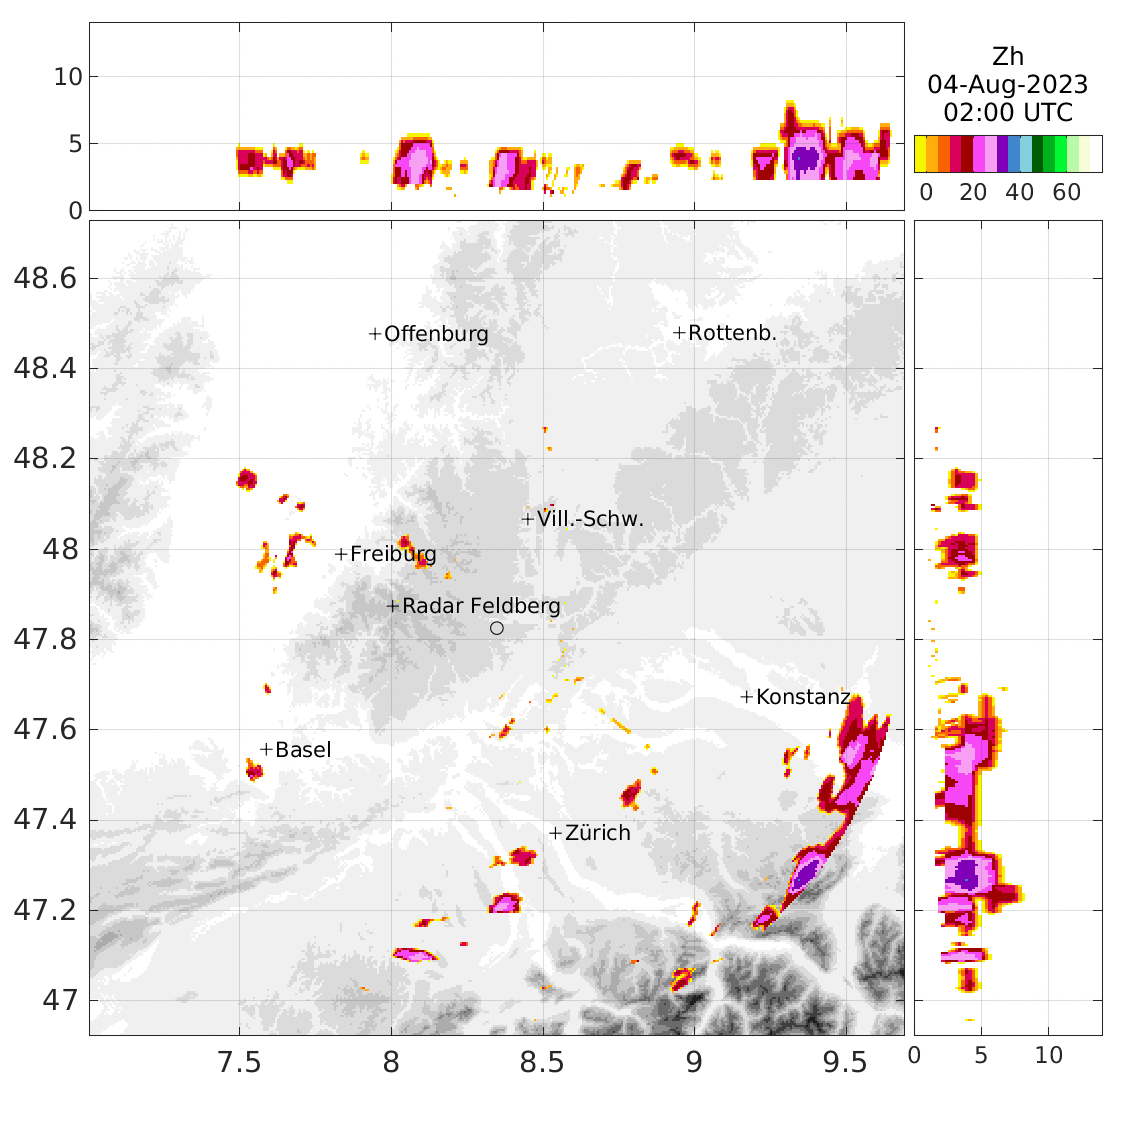 Zh
04-Aug-2023
02:00 UTC
10
5
0
0 20 40 60
48.6
48.4
48.2
48
47.8
47.6
47.4
47.2
47
Offenburg
Rottenb.
Vill.-Schw.
Freiburg
Radar Feldberg
Konstanz
Basel
Zürich
7.5 8 8.5 9 9.5
0 5 10